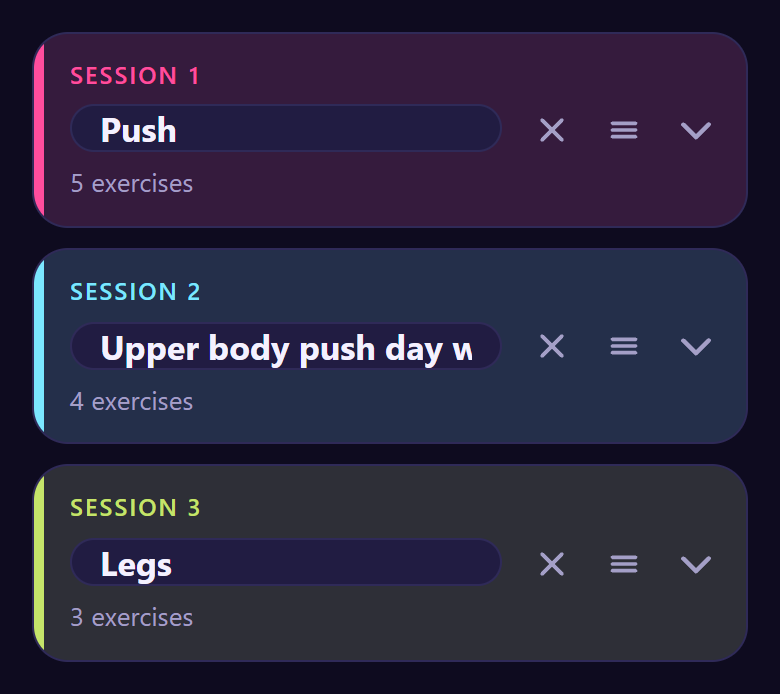 SESSION 1
Push
5 exercises
SESSION 2
Upper body push day w
4 exercises
SESSION 3
Legs
3 exercises